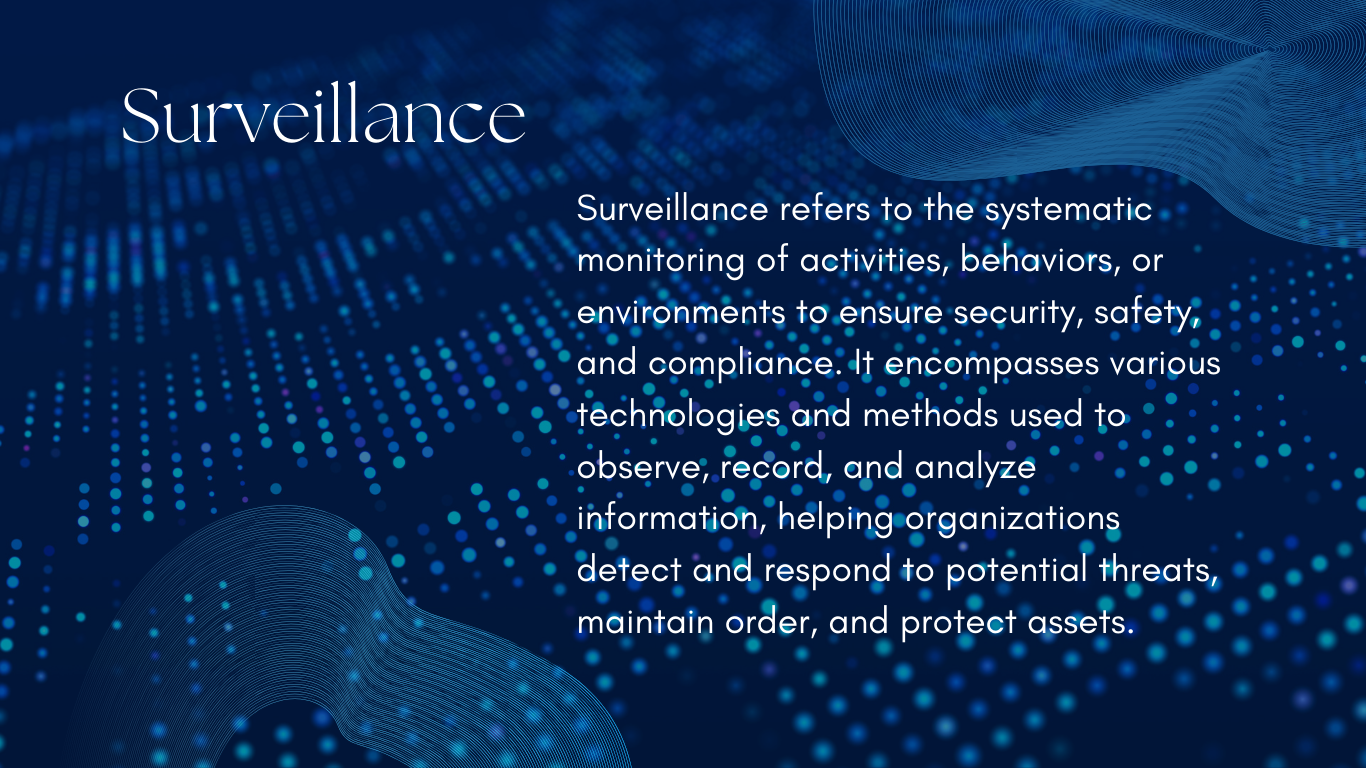 Surveillance
Surveillance refers to the systematic
monitoring of activities, behaviors, or
environments to ensure security, safety,
and compliance. It encompasses various
technologies and methods used to
observe, record, and analyze
information, helping organizations
detect and respond to potential threats,
maintain order, and protect assets.